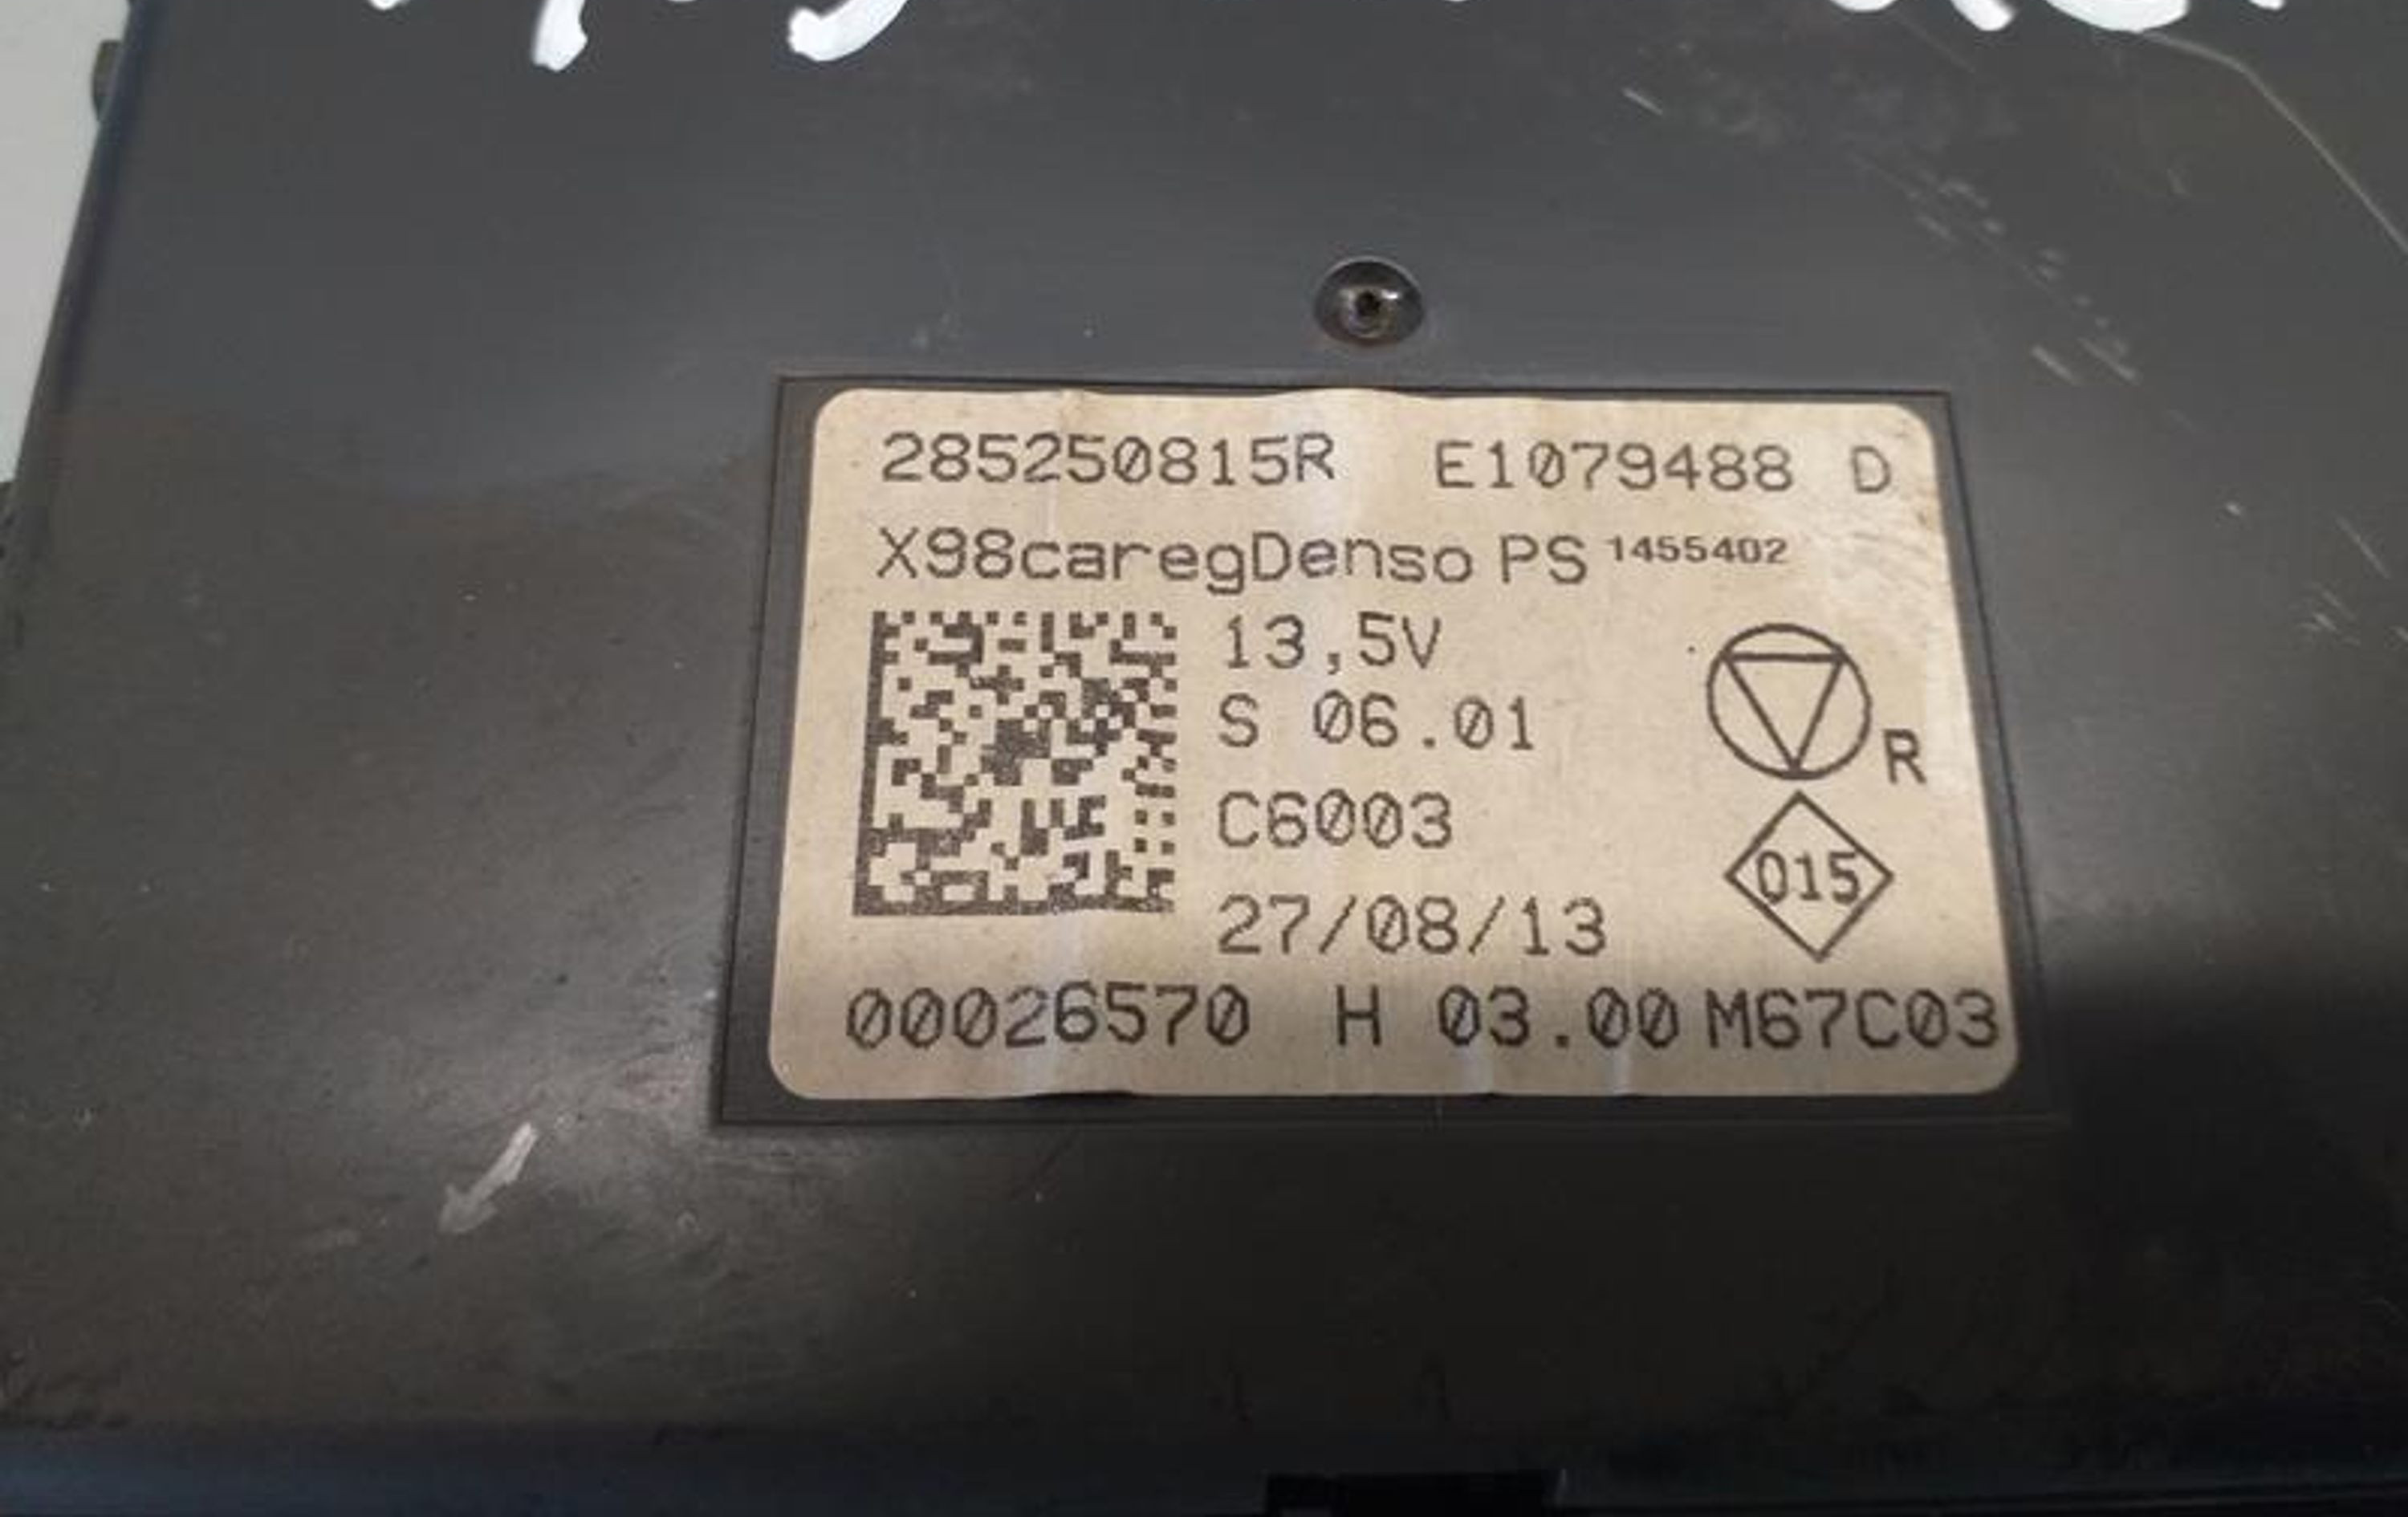 285250815R E1079488 D
X98caregDenso PS 1455402
13,5V
S 06.01
R
C6003
015
27/08/13
00026570 H 03.00 M67C03